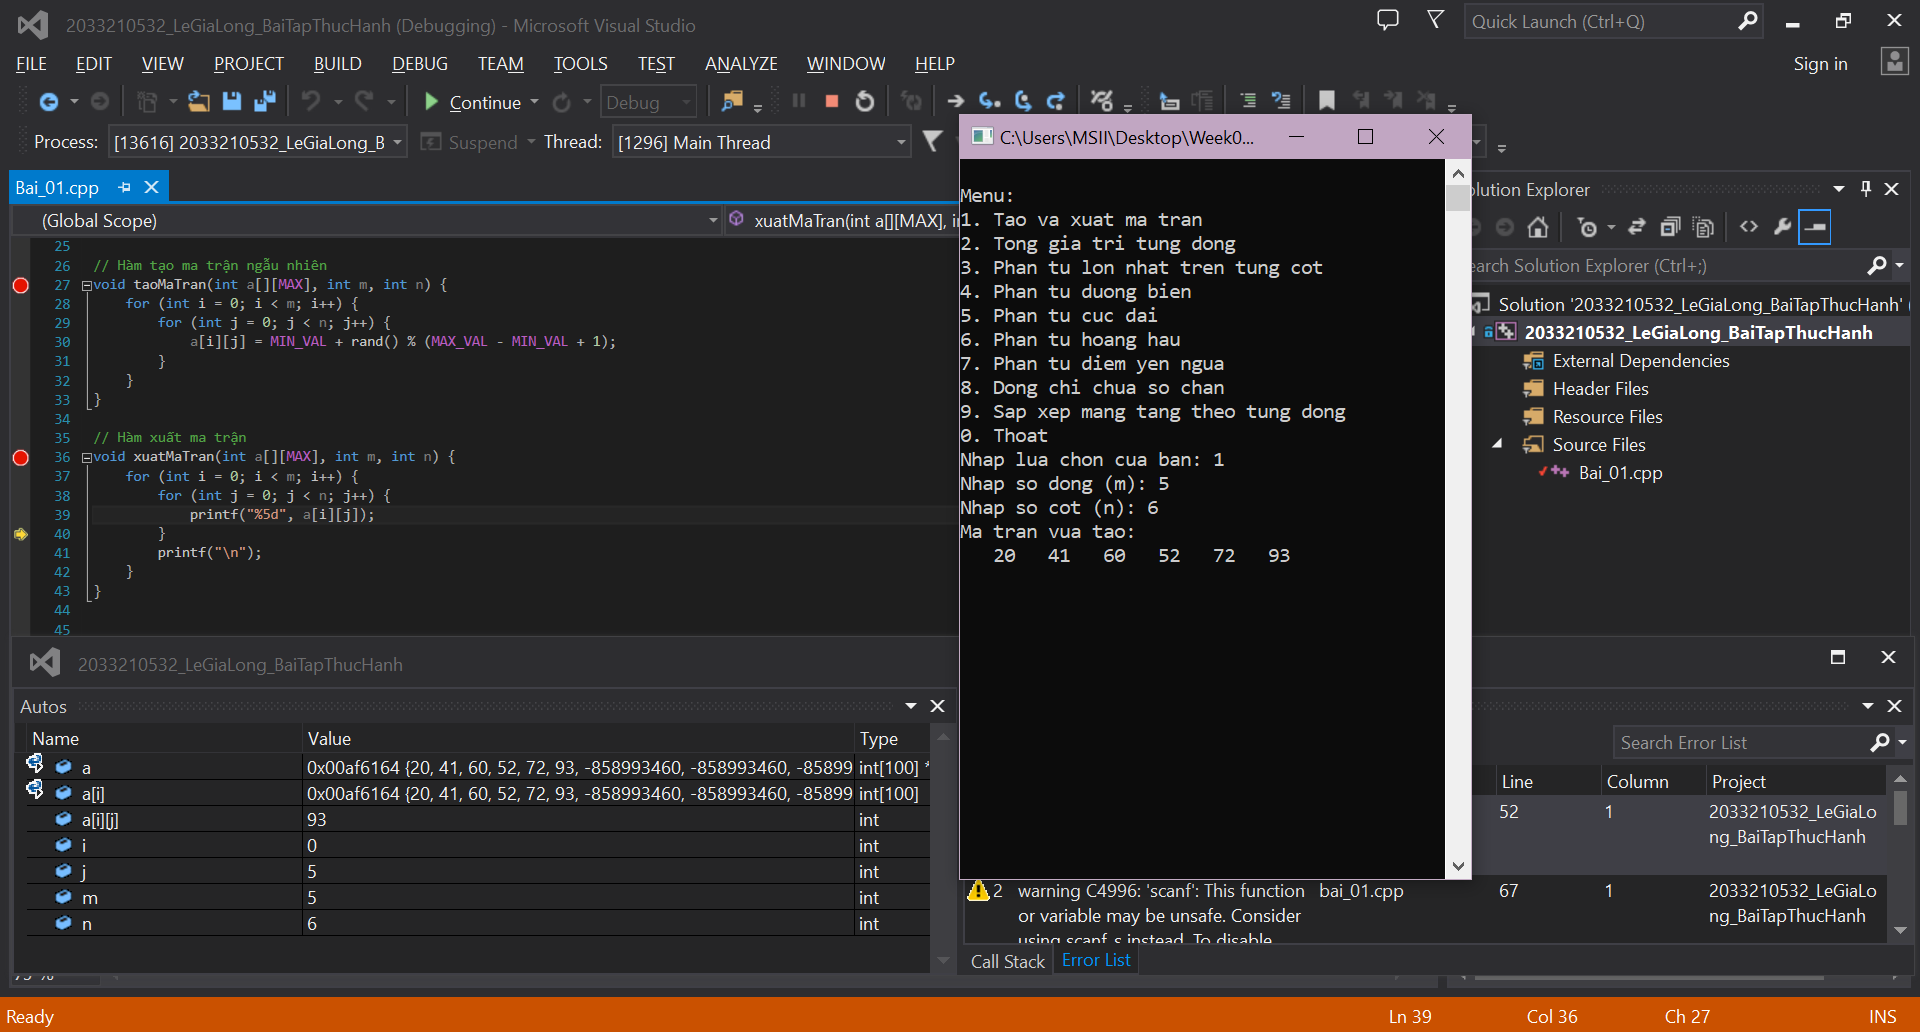 2033210532_LeGiaLong_BaiTapThucHanh (Debugging) - Microsoft Visual Studio
Quick Launch (Ctrl+Q)
FILE EDIT VIEW PROJECT BUILD DEBUG TEAM TOOLS TEST ANALYZE WINDOW HELP
Sign in
Continue Debug
Process: [13616] 2033210532_LeGiaLong_B Suspend Thread: [1296] Main Thread
Bai_01.cpp
(Global Scope) xuatMaTran(int a[][MAX], in
25
26 // Hàm tạo ma trận ngẫu nhiên
27 void taoMaTran(int a[][MAX], int m, int n) {
28 for (int i = 0; i < m; i++) {
29 for (int j = 0; j < n; j++) {
30 a[i][j] = MIN_VAL + rand() % (MAX_VAL - MIN_VAL + 1);
31 }
32 }
33 }
34
35 // Hàm xuất ma trận
36 void xuatMaTran(int a[][MAX], int m, int n) {
37 for (int i = 0; i < m; i++) {
38 for (int j = 0; j < n; j++) {
39 printf("%5d", a[i][j]);
40 }
41 printf("\n");
42 }
43 }
44
45
C:\Users\MSII\Desktop\Week0...
Menu:
1. Tao va xuat ma tran
2. Tong gia tri tung dong
3. Phan tu lon nhat tren tung cot
4. Phan tu duong bien
5. Phan tu cuc dai
6. Phan tu hoang hau
7. Phan tu diem yen ngua
8. Dong chi chua so chan
9. Sap xep mang tang theo tung dong
0. Thoat
Nhap lua chon cua ban: 1
Nhap so dong (m): 5
Nhap so cot (n): 6
Ma tran vua tao:
20 41 60 52 72 93
olution Explorer
earch Solution Explorer (Ctrl+;)
Solution '2033210532_LeGiaLong_BaiTapThucHanh' (
2033210532_LeGiaLong_BaiTapThucHanh
External Dependencies
Header Files
Resource Files
Source Files
Bai_01.cpp
2033210532_LeGiaLong_BaiTapThucHanh
Autos
Name Value Type
a 0x00af6164 {20, 41, 60, 52, 72, 93, -858993460, -858993460, -85899 int[100] *
a[i] 0x00af6164 {20, 41, 60, 52, 72, 93, -858993460, -858993460, -85899 int[100]
a[i][j] 93 int
i 0 int
j 5 int
m 5 int
n 6 int
Search Error List
Line Column Project
52 1 2033210532_LeGiaLo
ng_BaiTapThucHanh
2 warning C4996: 'scanf': This function bai_01.cpp 67 1 2033210532_LeGiaLo
or variable may be unsafe. Consider ng_BaiTapThucHanh
using scanf_s instead. To disable
Call Stack Error List
Ready Ln 39 Col 36 Ch 27 INS